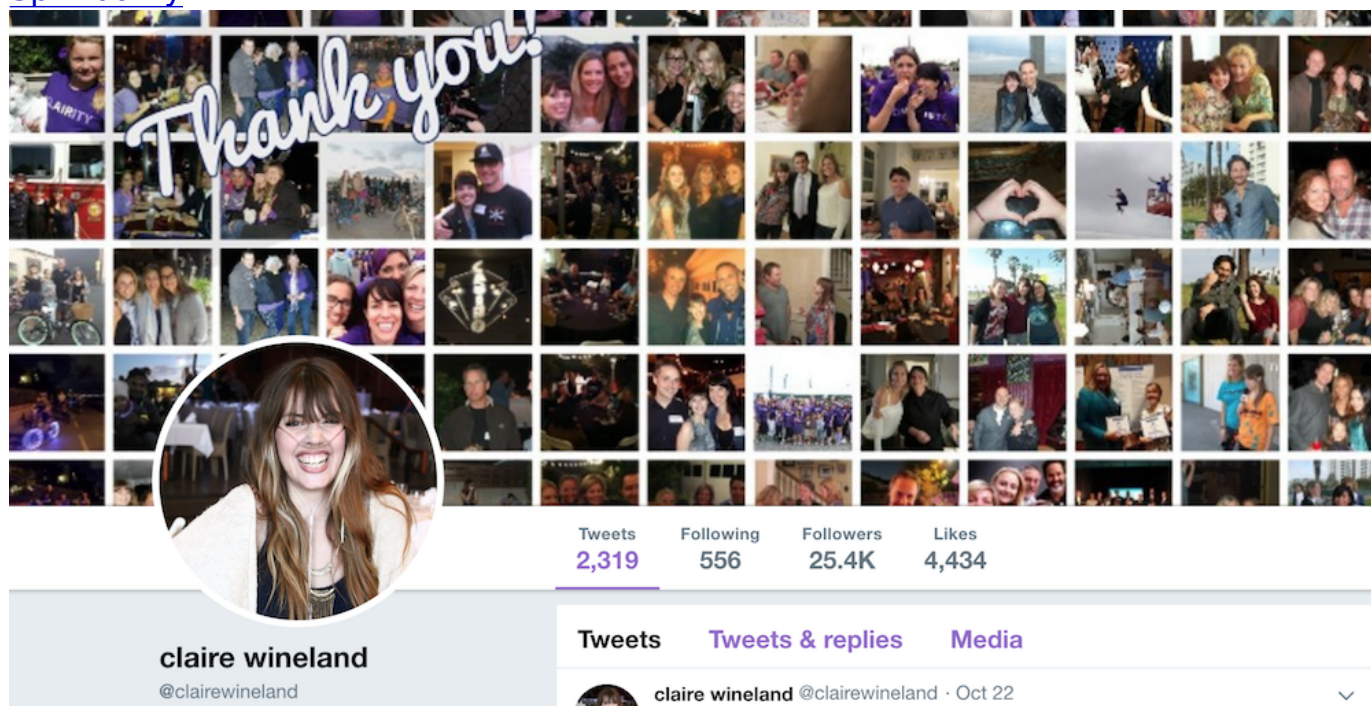 Thank you!
Tweets Following Followers Likes
2,319 556 25.4K 4,434
claire wineland
@clairewineland
Tweets Tweets & replies Media
claire wineland @clairewineland · Oct 22